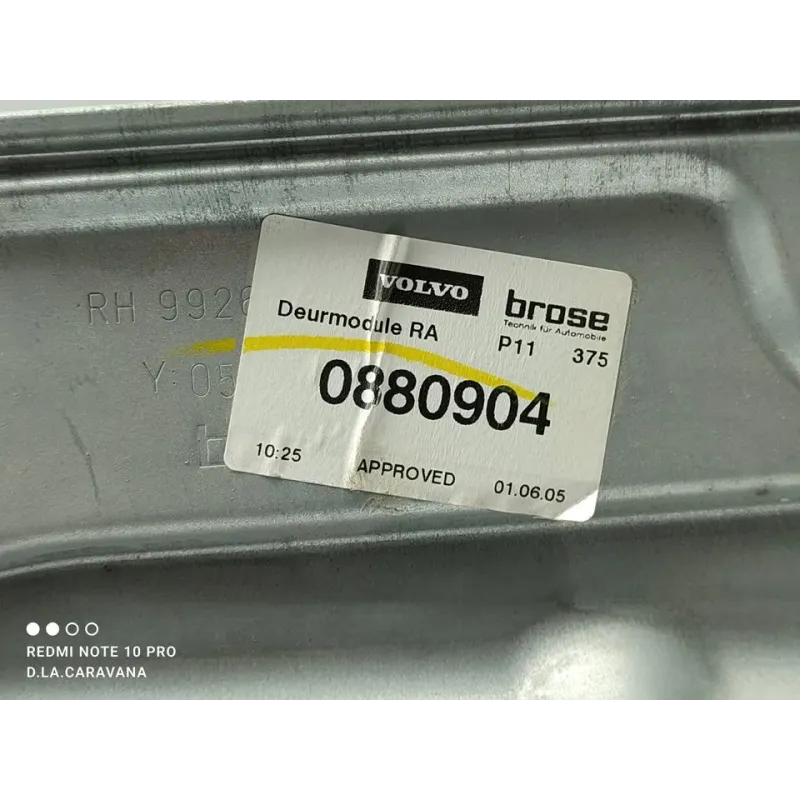 RH 9926
Y: 05
VOLVO
brose
Technik für Automobile
Deurmodule RA
P11 375
0880904
10:25 APPROVED 01.06.05
REDMI NOTE 10 PRO
D.LA.CARAVANA